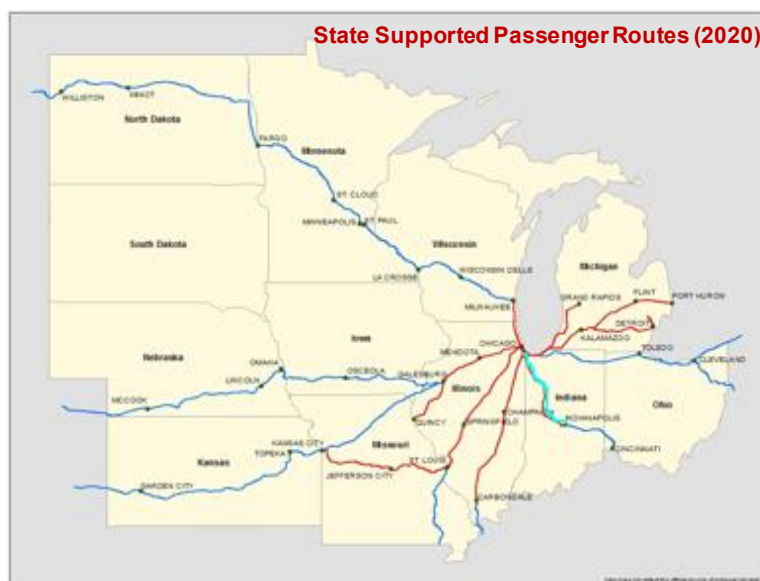 State Supported Passenger Routes (2020)
WILLISTON
MINOT
North Dakota
FARGO
Minnesota
ST CLOUD
MINNEAPOLIS
ST PAUL
South Dakota
Wisconsin
LA CROSSE
WISCONSIN DELLS
Michigan
MILWAUKEE
GRAND RAPIDS
FLINT
PORT HURON
DETROIT
KALAMAZOO
CHICAGO
TOLEDO
CLEVELAND
Iowa
MENDOTA
Nebraska
OMAHA
OSCEOLA
GALESBURG
LINCOLN
Illinois
Indiana
MCCOOK
Ohio
QUINCY
SPRINGFIELD
INDIANAPOLIS
KANSAS CITY
Missouri
TOPEKA
Kansas
ST LOUIS
CINCINNATI
JEFFERSON CITY
GARDEN CITY
CARBONDALE